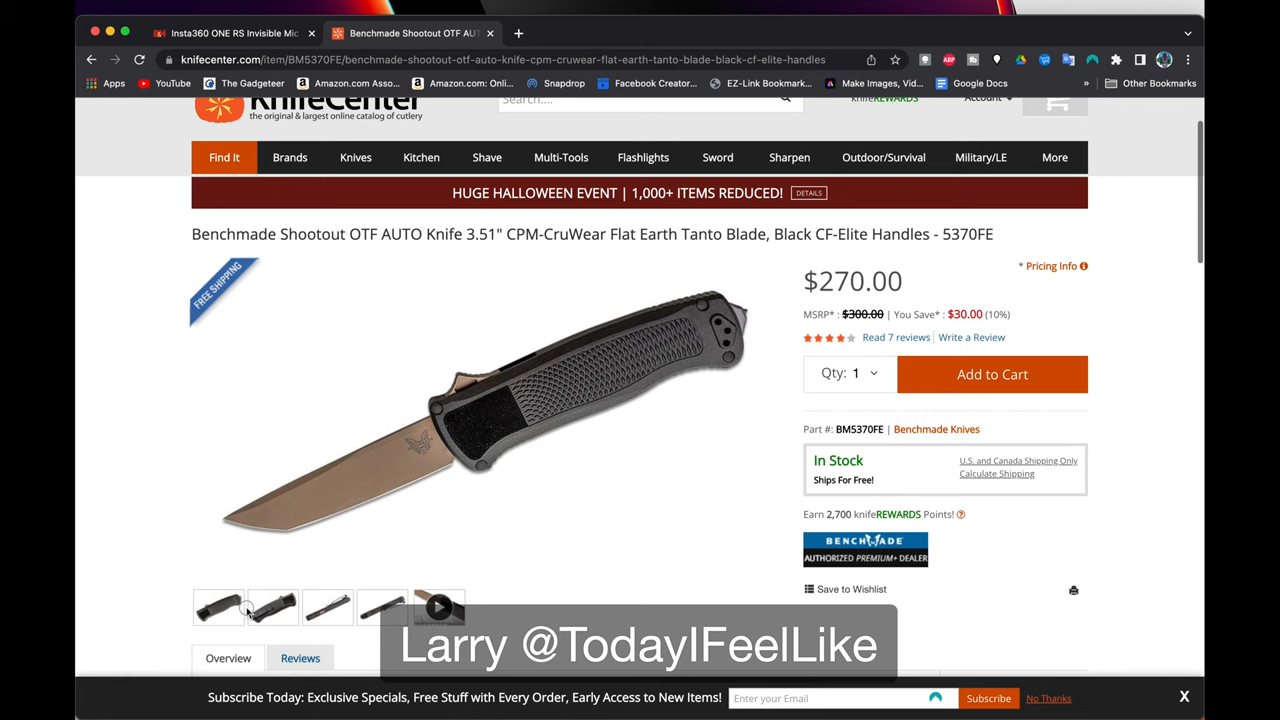 Insta360 ONE RS Invisible Mic
Benchmade Shootout OTF AUT
knifecenter.com/item/BM5370FE/benchmade-shootout-otf-auto-knife-cpm-cruwear-flat-earth-tanto-blade-black-cf-elite-handles
ABP
Apps
YouTube
The Gadgeteer
Amazon.com Asso...
Amazon.com: Onli...
Snapdrop
Facebook Creator...
EZ-Link Bookmark...
Make Images, Vid...
Google Docs
»
Other Bookmarks
KnifeCenter
the original & largest online catalog of cutlery
Search....
knifeREWARDS
Account
Find It
Brands
Knives
Kitchen
Shave
Multi-Tools
Flashlights
Sword
Sharpen
Outdoor/Survival
Military/LE
More
HUGE HALLOWEEN EVENT | 1,000+ ITEMS REDUCED!
DETAILS
Benchmade Shootout OTF AUTO Knife 3.51" CPM-CruWear Flat Earth Tanto Blade, Black CF-Elite Handles - 5370FE
FREE SHIPPING
* Pricing Info
$270.00
MSRP* : $300.00 | You Save* : $30.00 (10%)
Read 7 reviews | Write a Review
Qty: 1
Add to Cart
Part #: BM5370FE | Benchmade Knives
In Stock
Ships For Free!
U.S. and Canada Shipping Only
Calculate Shipping
Earn 2,700 knifeREWARDS Points!
BENCHMADE
AUTHORIZED PREMIUM+ DEALER
Save to Wishlist
Larry @TodayIFeelLike
Overview
Reviews
Subscribe Today: Exclusive Specials, Free Stuff with Every Order, Early Access to New Items!
Enter your Email
Subscribe
No Thanks
X